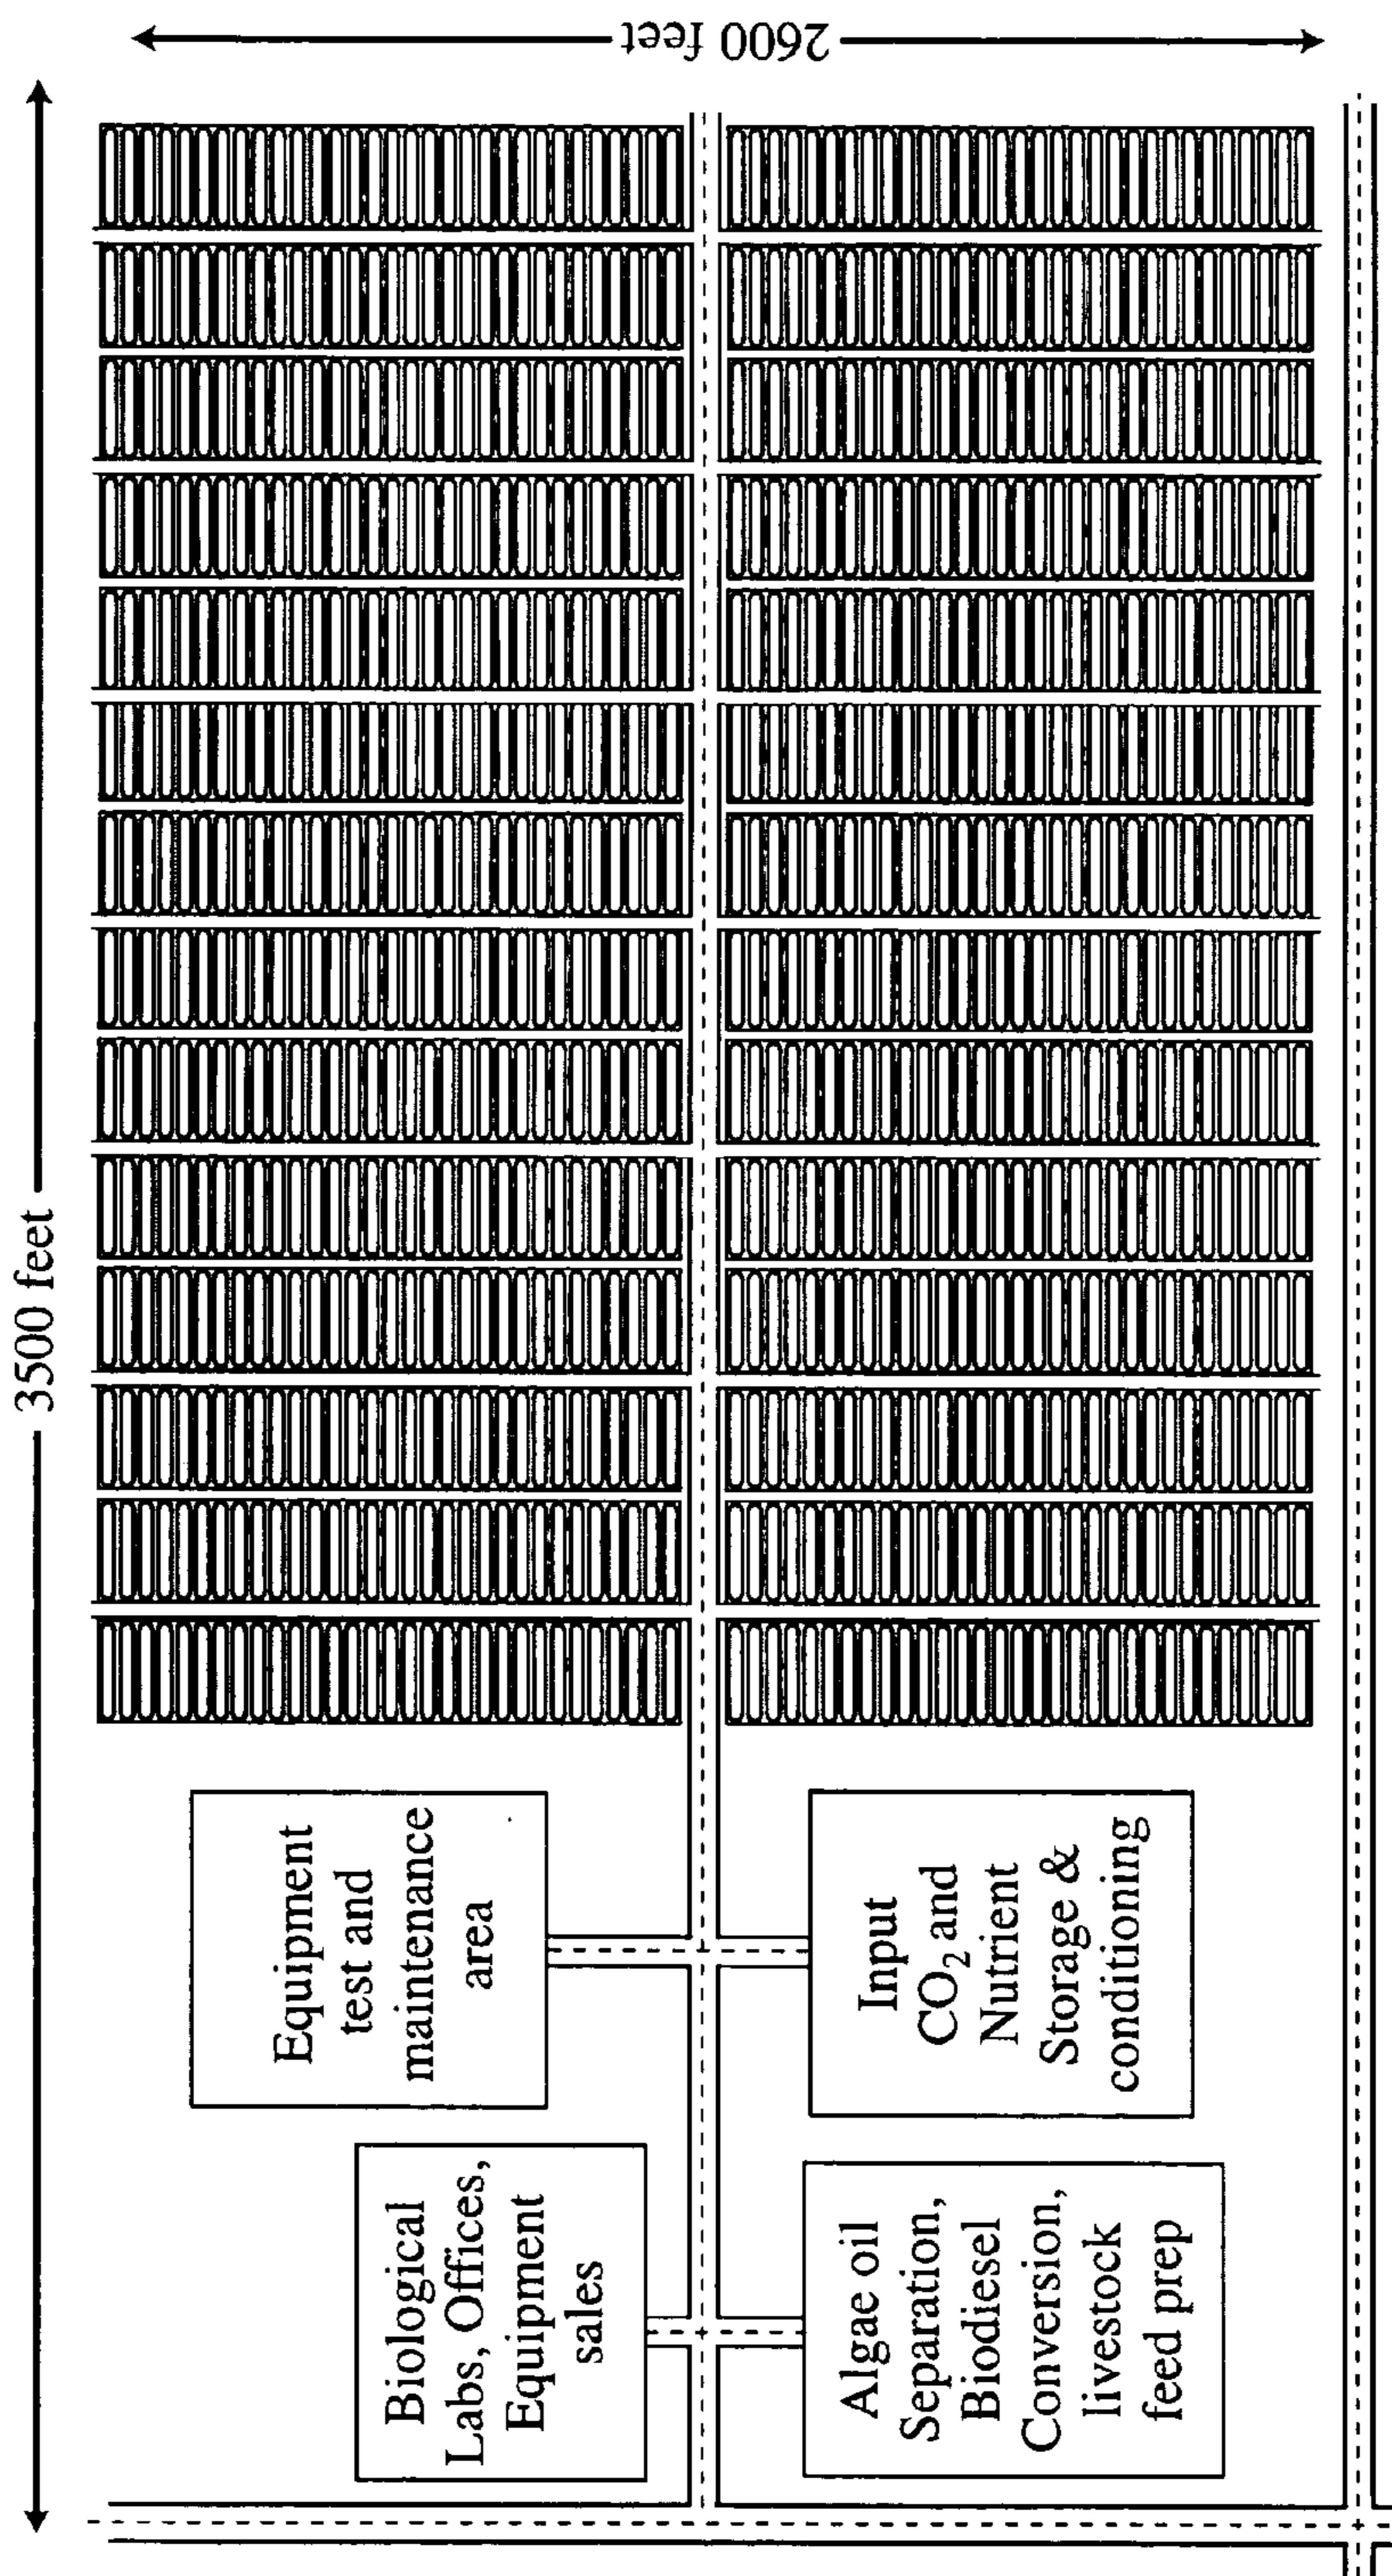 3500 feet
2600 feet
Biological
Labs, Offices,
Equipment
sales
Equipment
test and
maintenance
area
Algae oil
Separation,
Biodiesel
Conversion,
livestock
feed prep
Input
CO₂ and
Nutrient
Storage &
conditioning